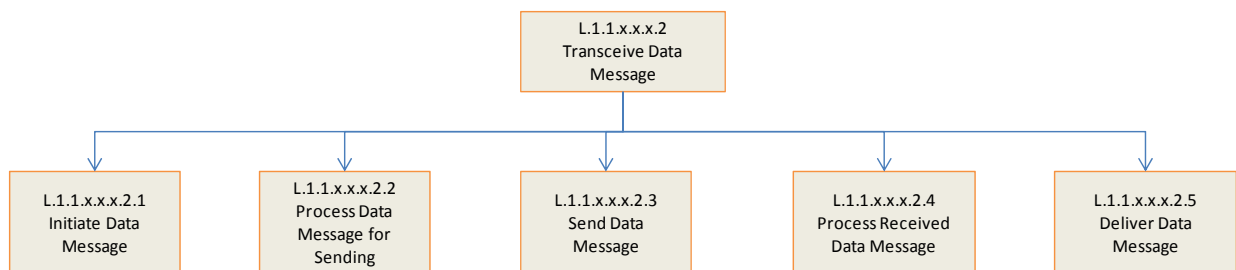 L.1.1.x.x.x.2
Transceive Data
Message
L.1.1.x.x.x.2.1
Initiate Data
Message
L.1.1.x.x.x.2.2
Process Data
Message for
Sending
L.1.1.x.x.x.2.3
Send Data
Message
L.1.1.x.x.x.2.4
Process Received
Data Message
L.1.1.x.x.x.2.5
Deliver Data
Message